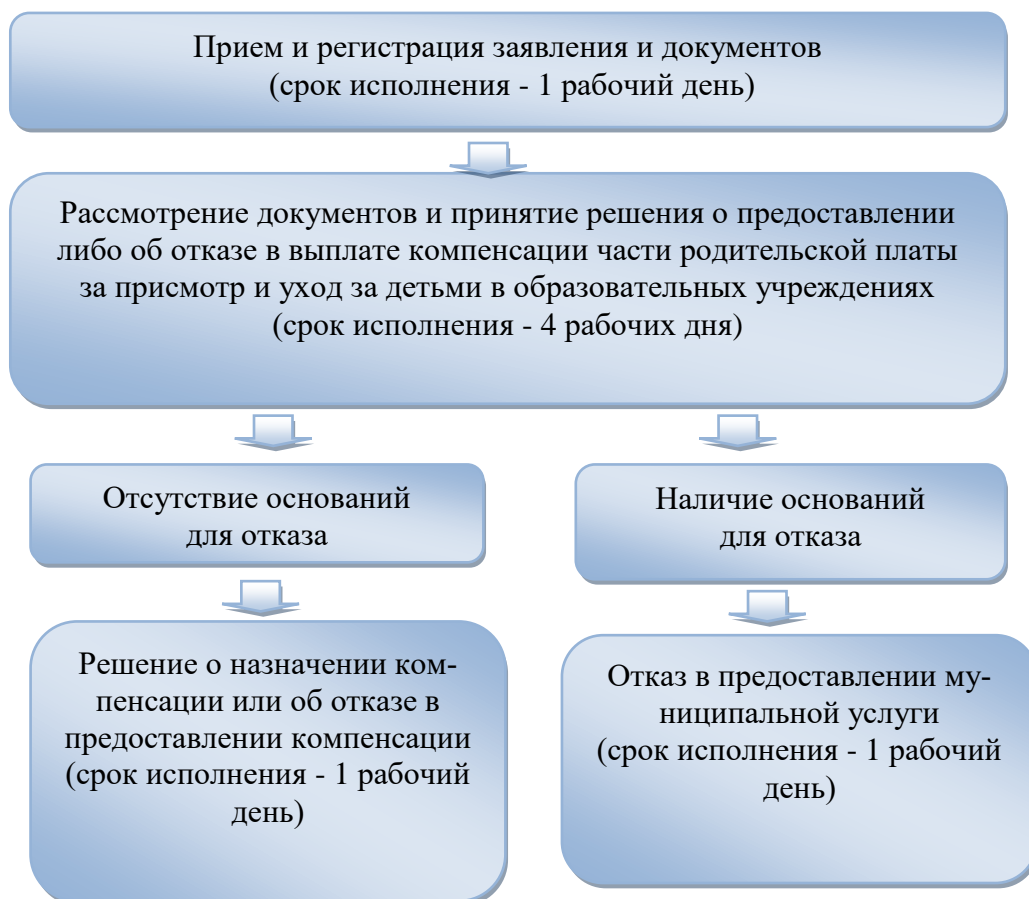 Прием и регистрация заявления и документов
(срок исполнения - 1 рабочий день)
Рассмотрение документов и принятие решения о предоставлении
либо об отказе в выплате компенсации части родительской платы
за присмотр и уход за детьми в образовательных учреждениях
(срок исполнения - 4 рабочих дня)
Отсутствие оснований
для отказа
Наличие оснований
для отказа
Решение о назначении ком-
пенсации или об отказе в
предоставлении компенсации
(срок исполнения - 1 рабочий
день)
Отказ в предоставлении му-
ниципальной услуги
(срок исполнения - 1 рабочий
день)